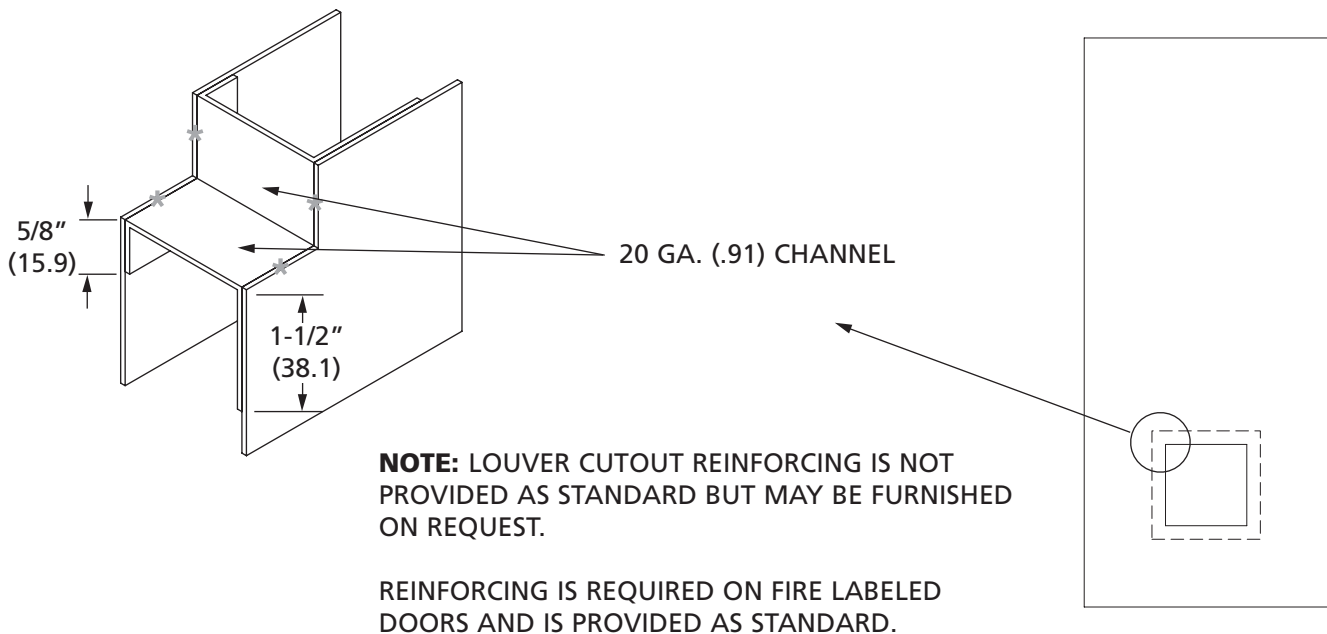 5/8”
(15.9)
20 GA. (.91) CHANNEL
1-1/2”
(38.1)
NOTE: LOUVER CUTOUT REINFORCING IS NOT
PROVIDED AS STANDARD BUT MAY BE FURNISHED
ON REQUEST.
REINFORCING IS REQUIRED ON FIRE LABELED
DOORS AND IS PROVIDED AS STANDARD.